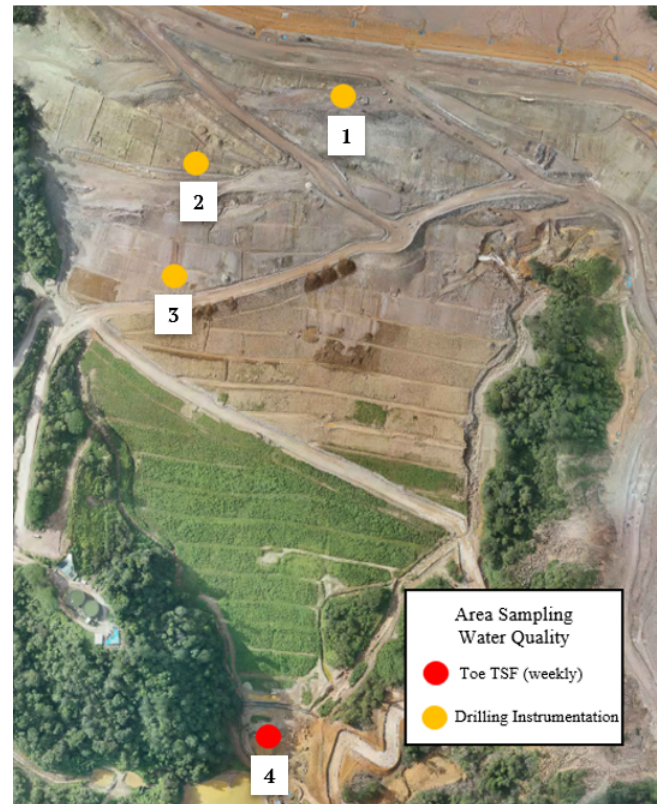 1
2
3
Area Sampling
Water Quality
Toe TSF (weekly)
Drilling Instrumentation
4